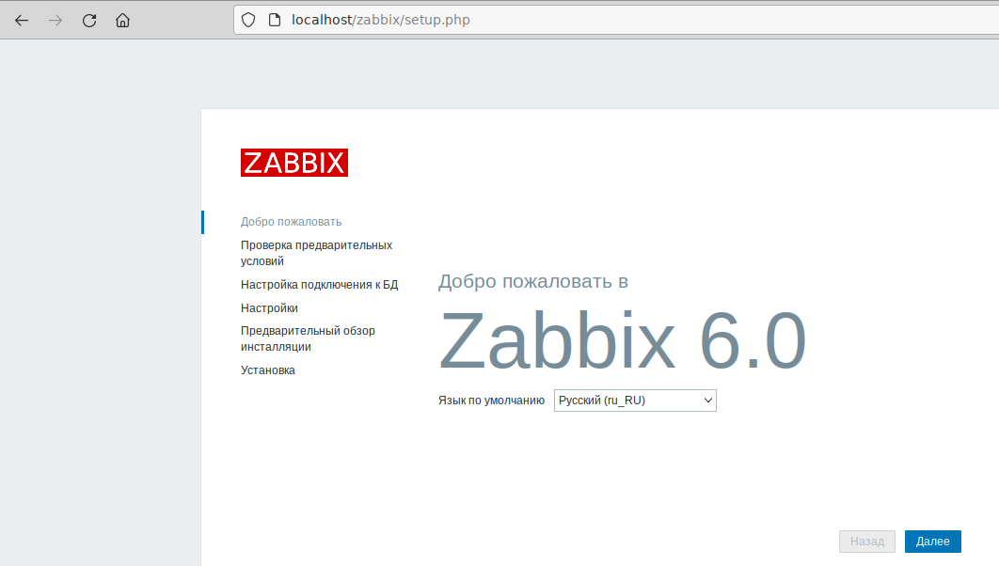 localhost/zabbix/setup.php
ZABBIX
Добро пожаловать
Проверка предварительных
условий
Настройка подключения к БД
Настройки
Предварительный обзор
инсталляции
Установка
Добро пожаловать в
Zabbix 6.0
Язык по умолчанию Русский (ru_RU)
Назад Далее